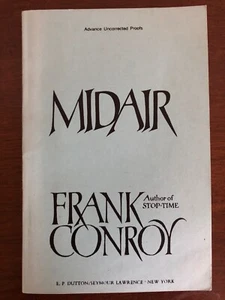 Advance Uncorrected Proofs
MIDAIR
FRANK
Author of
STOP-TIME
CONROY
E. P. DUTTON/SEYMOUR LAWRENCE · NEW YORK